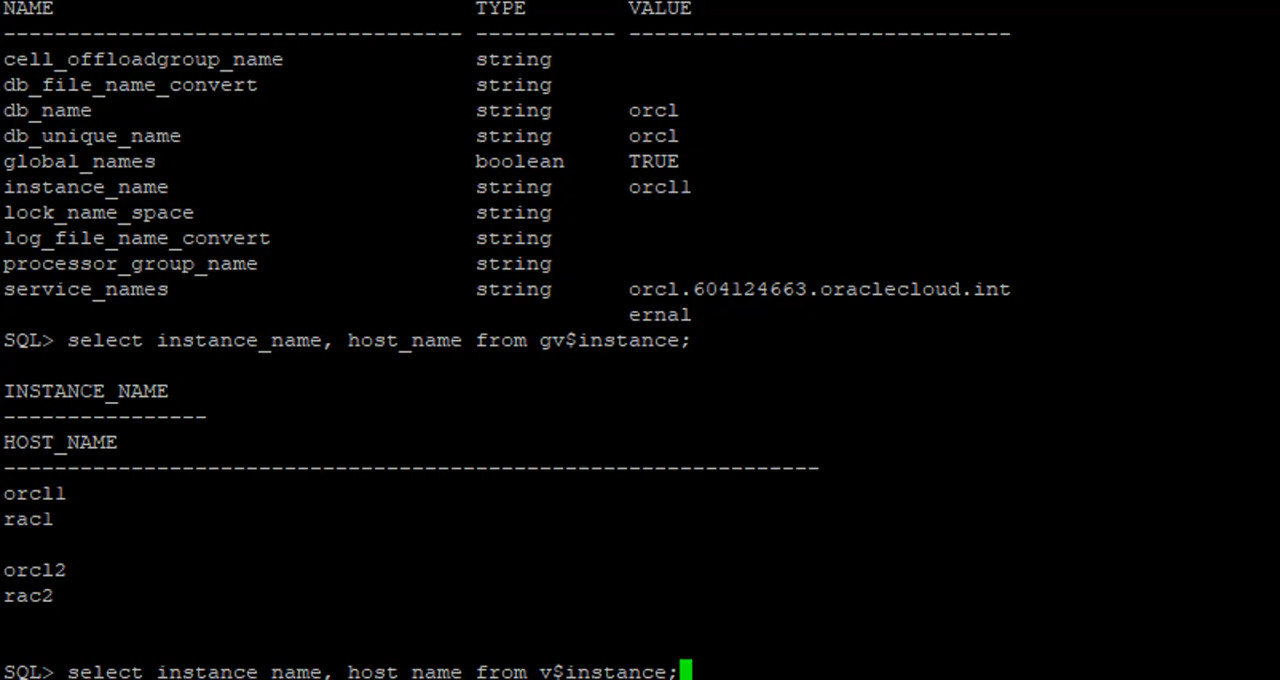 NAME TYPE VALUE
------------------------------------ ----------- ------------------------------
cell_offloadgroup_name string
db_file_name_convert string
db_name string orcl
db_unique_name string orcl
global_names boolean TRUE
instance_name string orcl1
lock_name_space string
log_file_name_convert string
processor_group_name string
service_names string orcl.604124663.oraclecloud.int
ernal
SQL> select instance_name, host_name from gv$instance;
INSTANCE_NAME
----------------
HOST_NAME
----------------------------------------------------------------
orcl1
rac1
orcl2
rac2
SQL> select instance_name, host_name from v$instance;